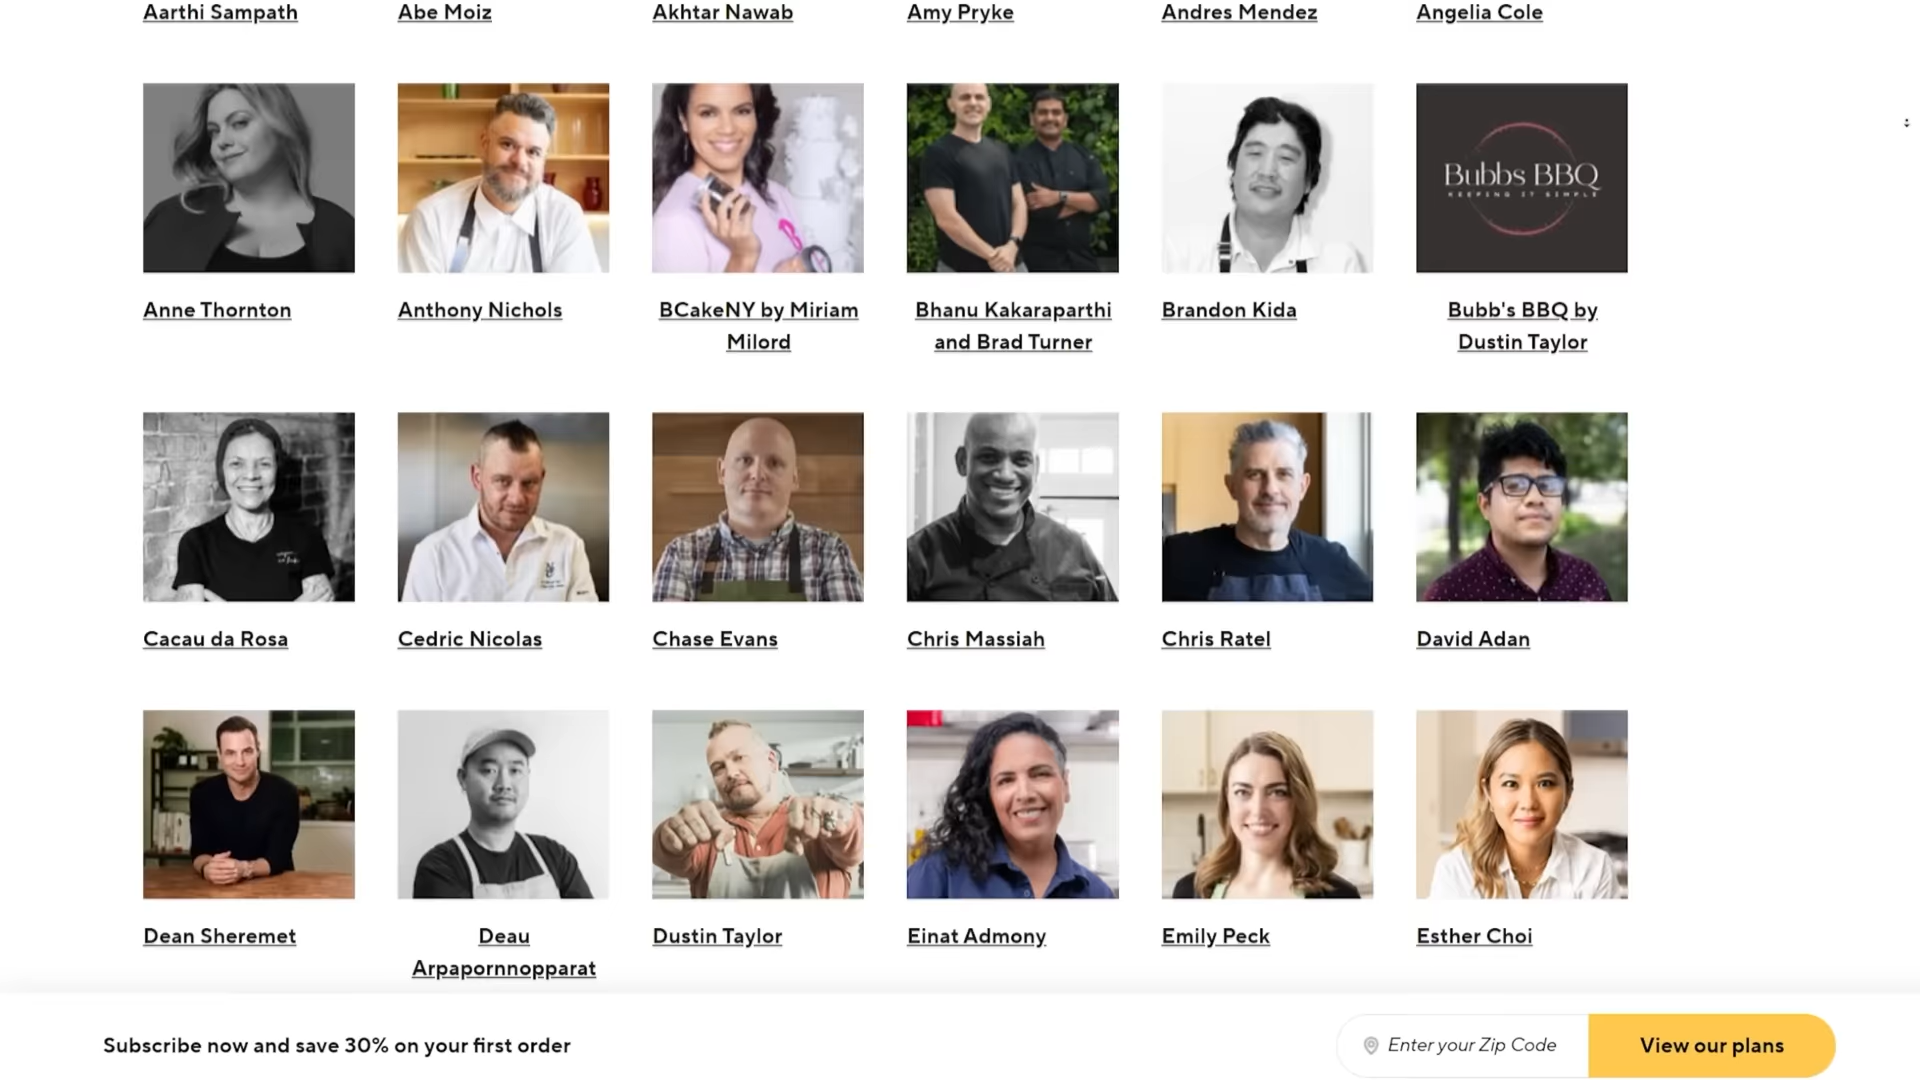 Aarthi Sampath
Abe Moiz
Akhtar Nawab
Amy Pryke
Andres Mendez
Angelia Cole
Bubbs BBQ
KEEPING IT SIMPLE
Anne Thornton
Anthony Nichols
BCakeNY by Miriam
Milord
Bhanu Kakaraparthi
and Brad Turner
Brandon Kida
Bubb's BBQ by
Dustin Taylor
Cacau da Rosa
Cedric Nicolas
Chase Evans
Chris Massiah
Chris Ratel
David Adan
Dean Sheremet
Deau
Arpapornnopparat
Dustin Taylor
Einat Admony
Emily Peck
Esther Choi
Subscribe now and save 30% on your first order
Enter your Zip Code
View our plans